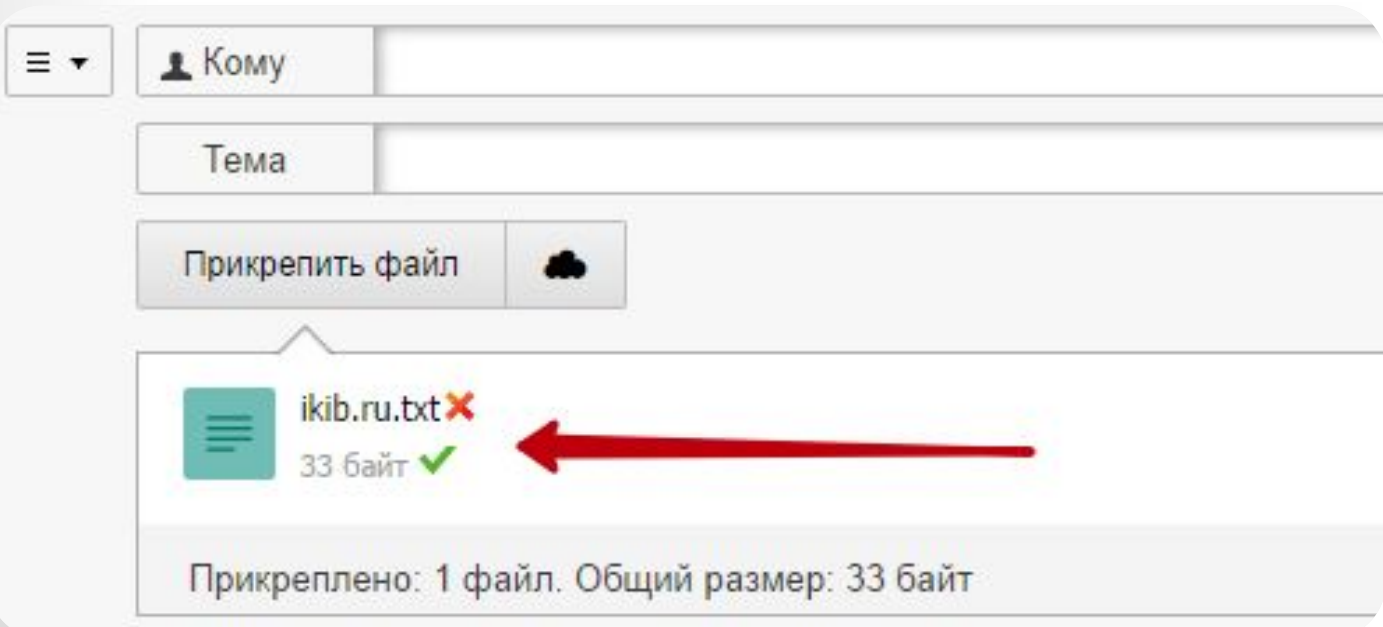 Кому
Тема
Прикрепить файл
ikib.ru.txt
33 байт
Прикреплено: 1 файл. Общий размер: 33 байт